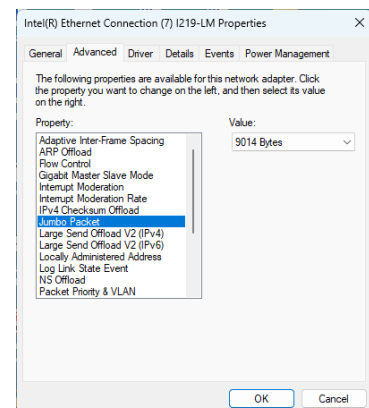 Intel(R) Ethernet Connection (7) I219-LM Properties
General Advanced Driver Details Events Power Management
The following properties are available for this network adapter. Click
the property you want to change on the left, and then select its value
on the right.
Property: Value:
Adaptive Inter-Frame Spacing
ARP Offload
Flow Control
Gigabit Master Slave Mode
Interrupt Moderation
Interrupt Moderation Rate
IPv4 Checksum Offload
Jumbo Packet
Large Send Offload V2 (IPv4)
Large Send Offload V2 (IPv6)
Locally Administered Address
Log Link State Event
NS Offload
Packet Priority & VLAN
9014 Bytes
OK Cancel